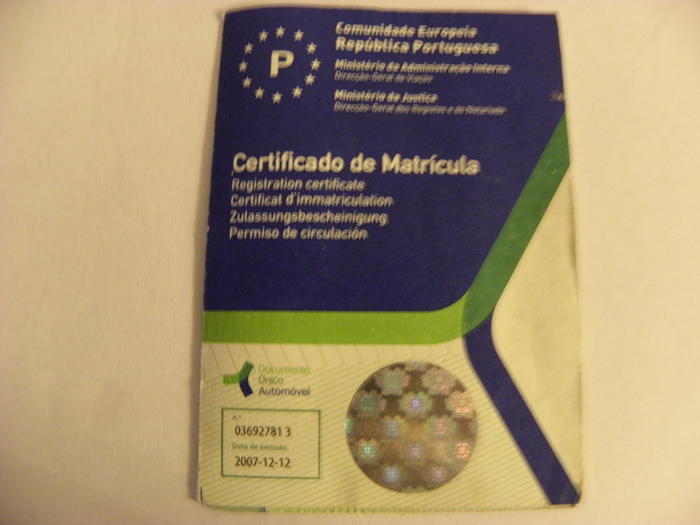 P
Comunidade Europeia
República Portuguesa
Ministério da Administração Interna
Direcção-Geral de Viação
Ministério da Justiça
Direcção-Geral dos Registos e do Notariado
Certificado de Matrícula
Registration certificate
Certificat d'immatriculation
Zulassungsbescheinigung
Permiso de circulación
Documento
Único
Automóvel
n.º
03692781 3
Data de emissão
2007-12-12